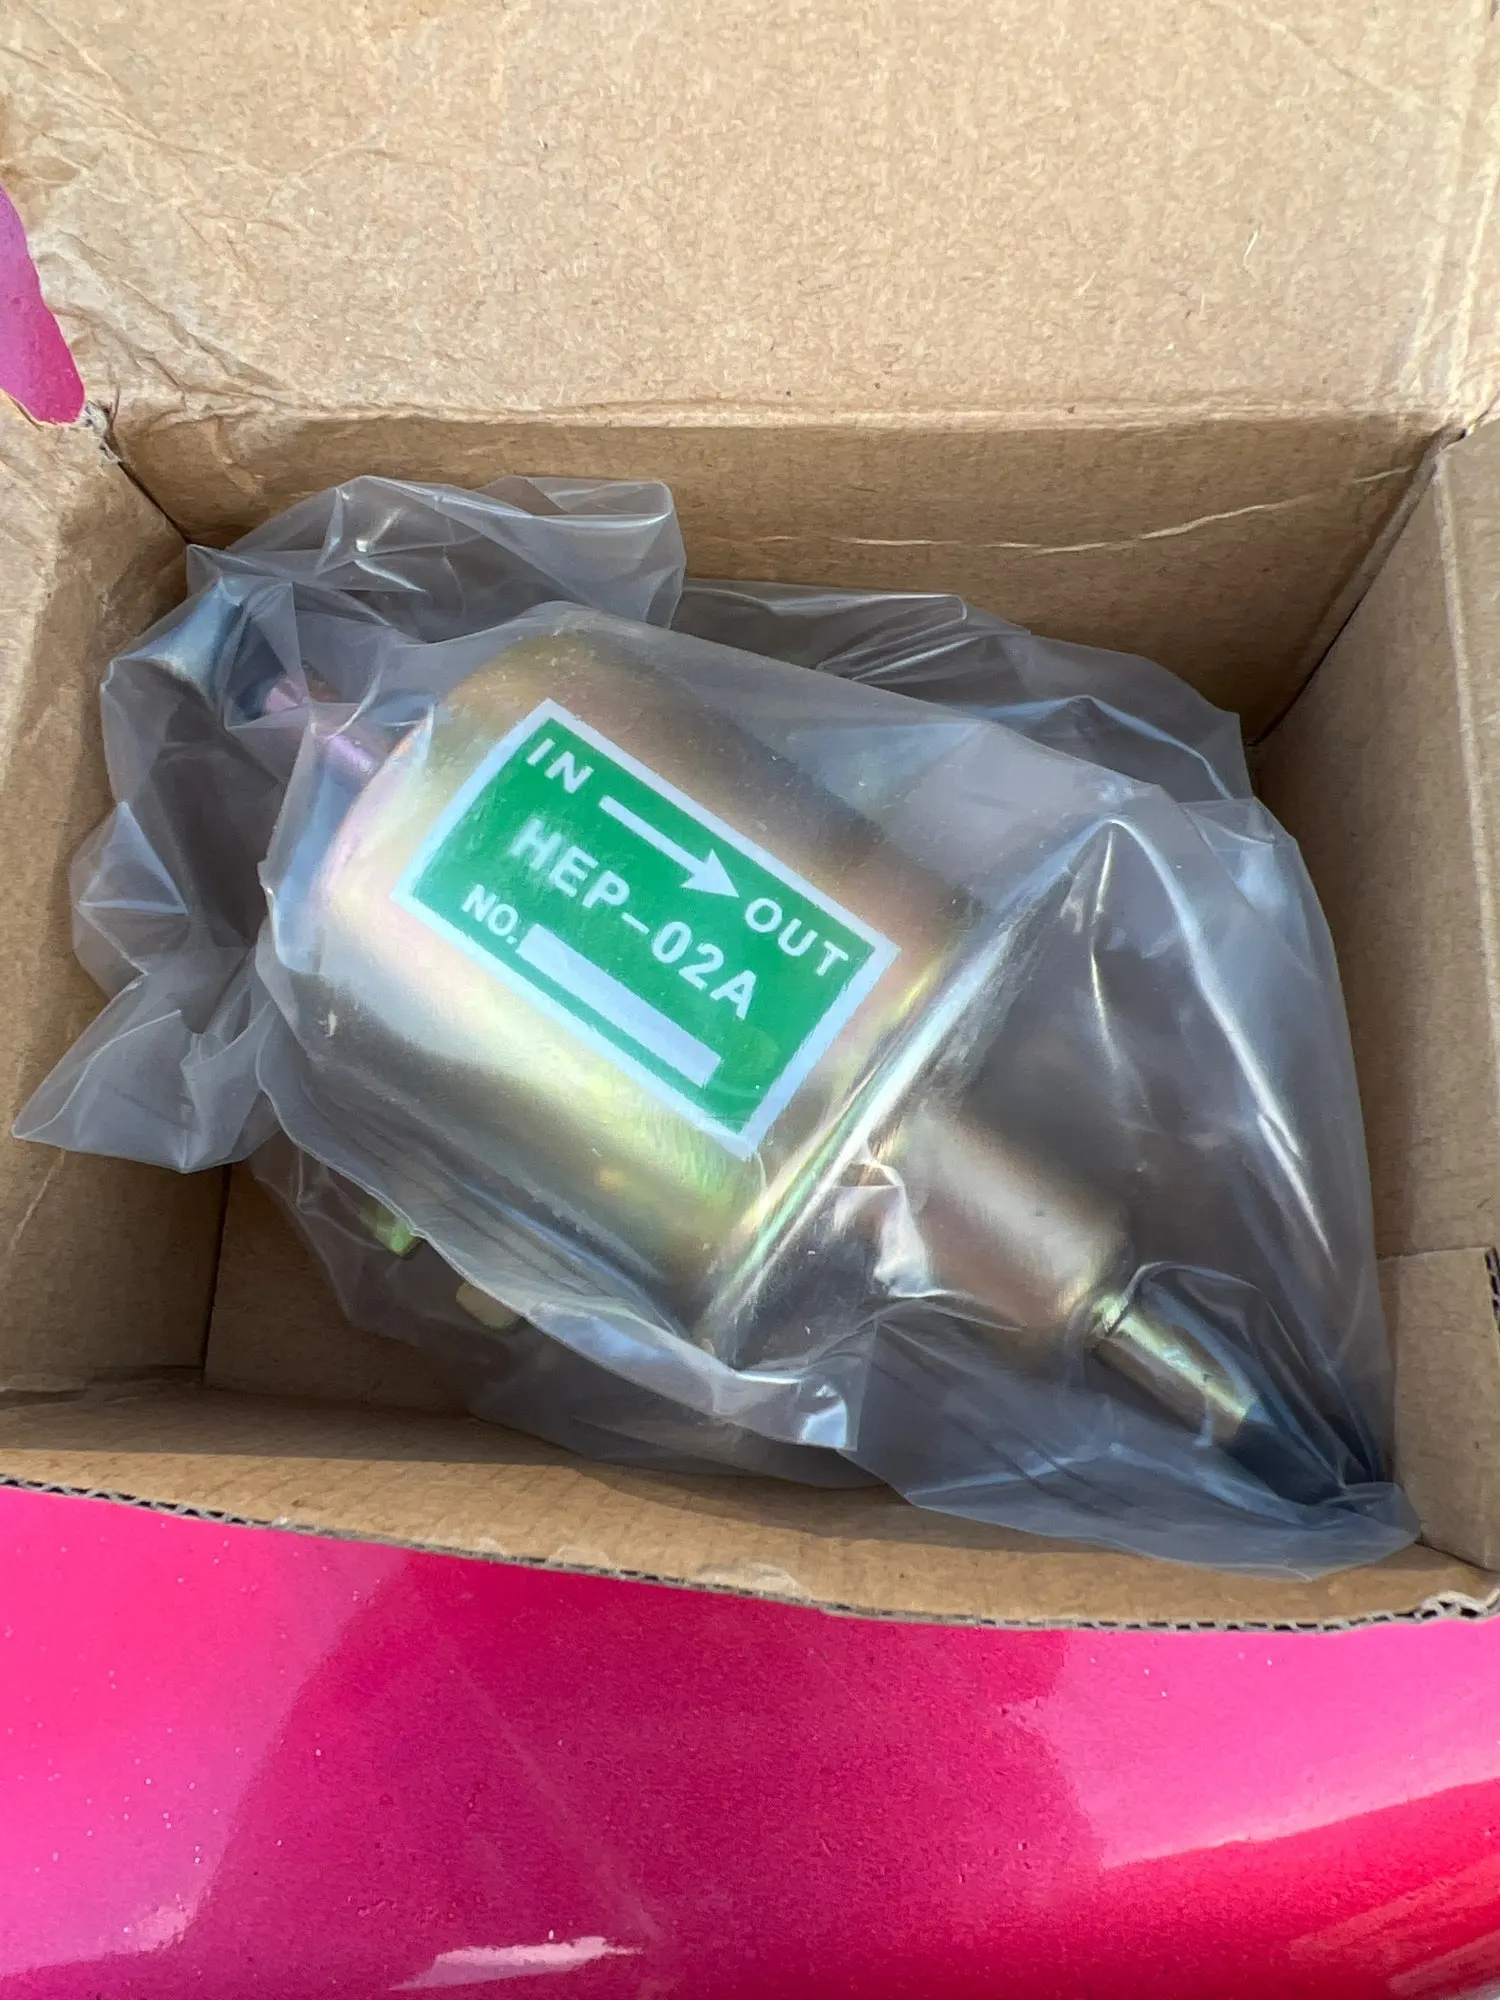 IN → OUT
HEP-02A
NO.